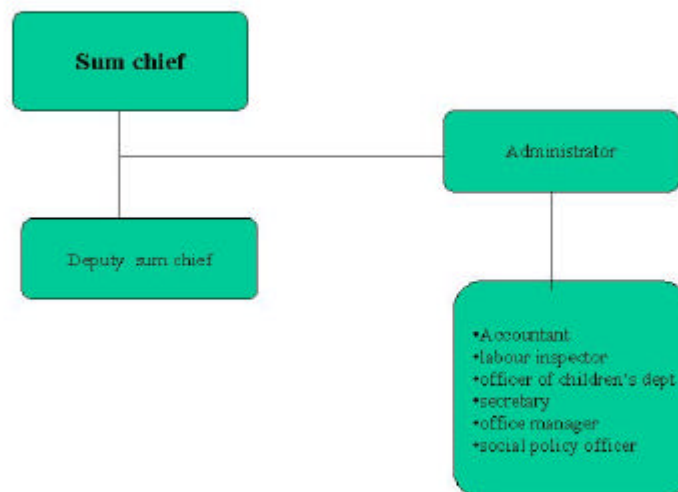 Sum chief
Administrator
Deputy sum chief
•Accountant
•labour inspector
•officer of children's dept
•secretary
•office manager
•social policy officer